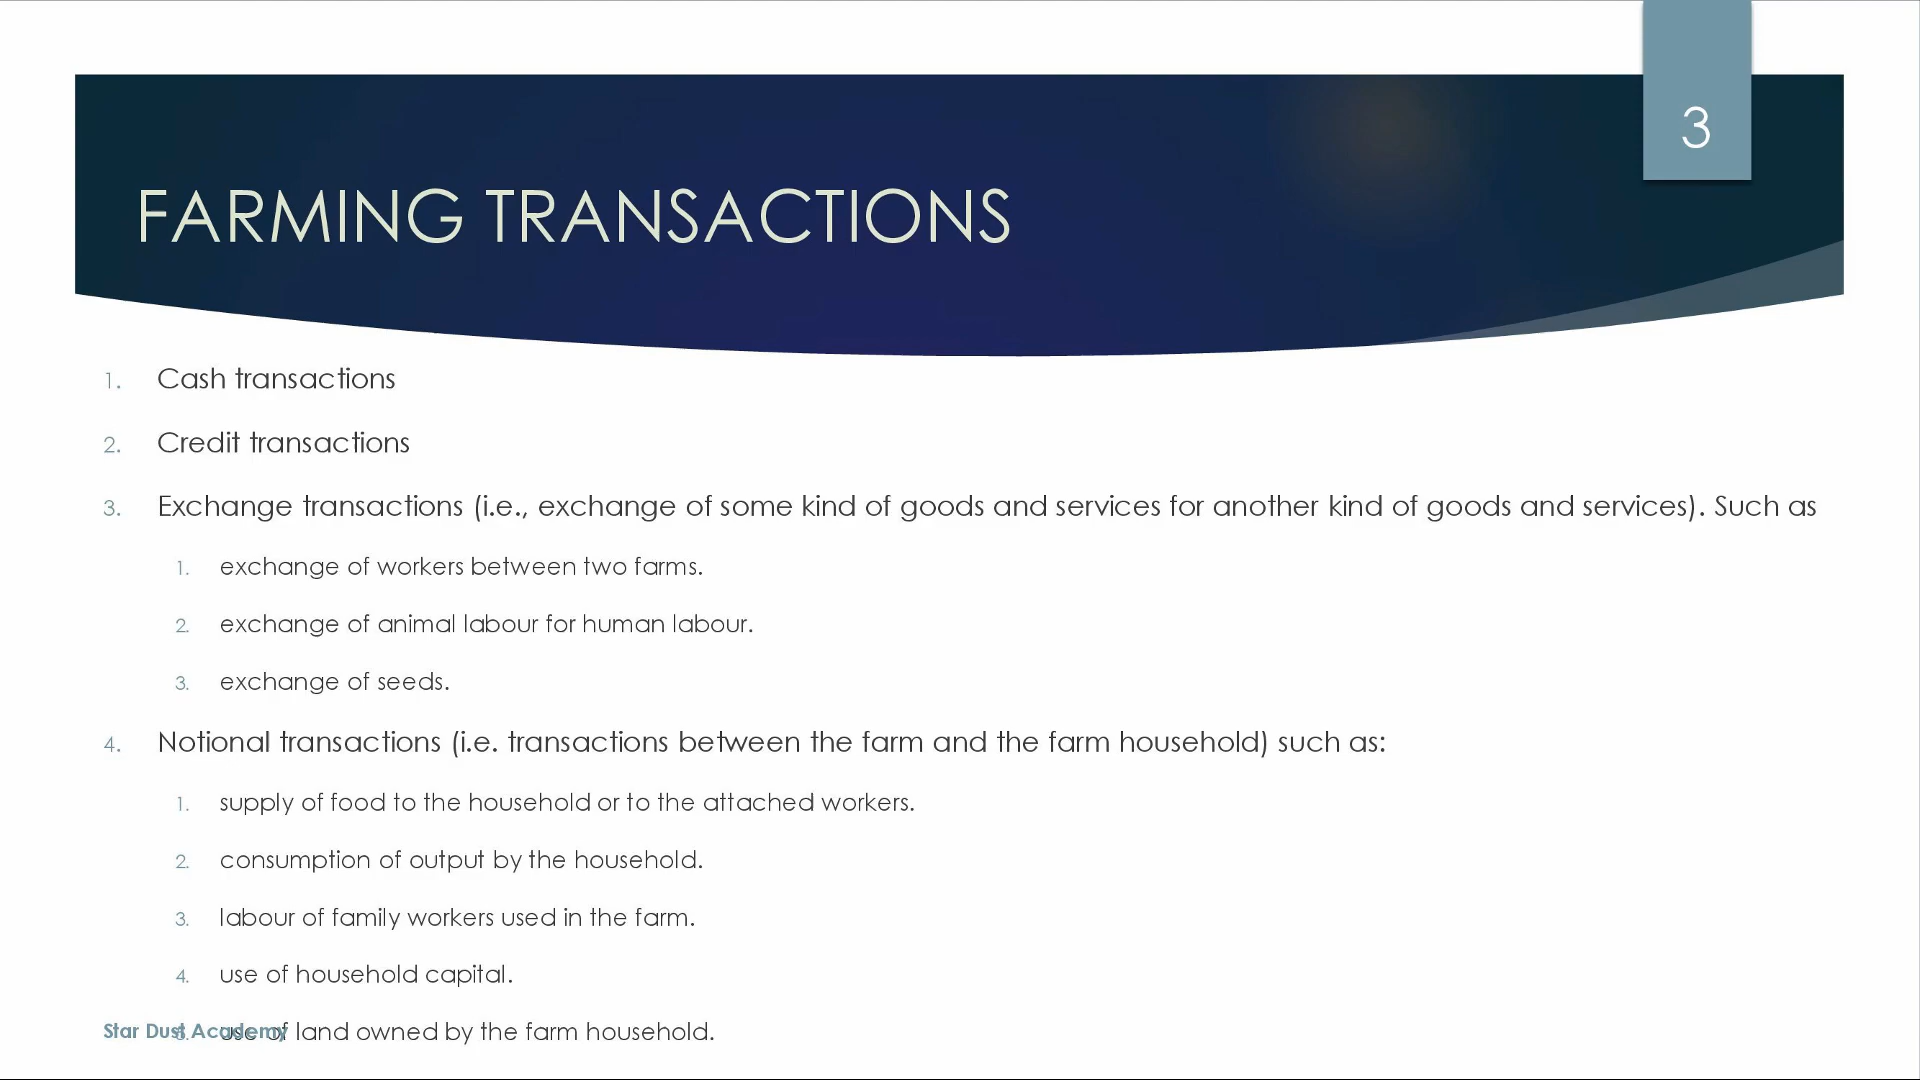 3
FARMING TRANSACTIONS
1. Cash transactions
2. Credit transactions
3. Exchange transactions (i.e., exchange of some kind of goods and services for another kind of goods and services). Such as
1. exchange of workers between two farms.
2. exchange of animal labour for human labour.
3. exchange of seeds.
4. Notional transactions (i.e. transactions between the farm and the farm household) such as:
1. supply of food to the household or to the attached workers.
2. consumption of output by the household.
3. labour of family workers used in the farm.
4. use of household capital.
5. use of land owned by the farm household.
Star Dust Academy